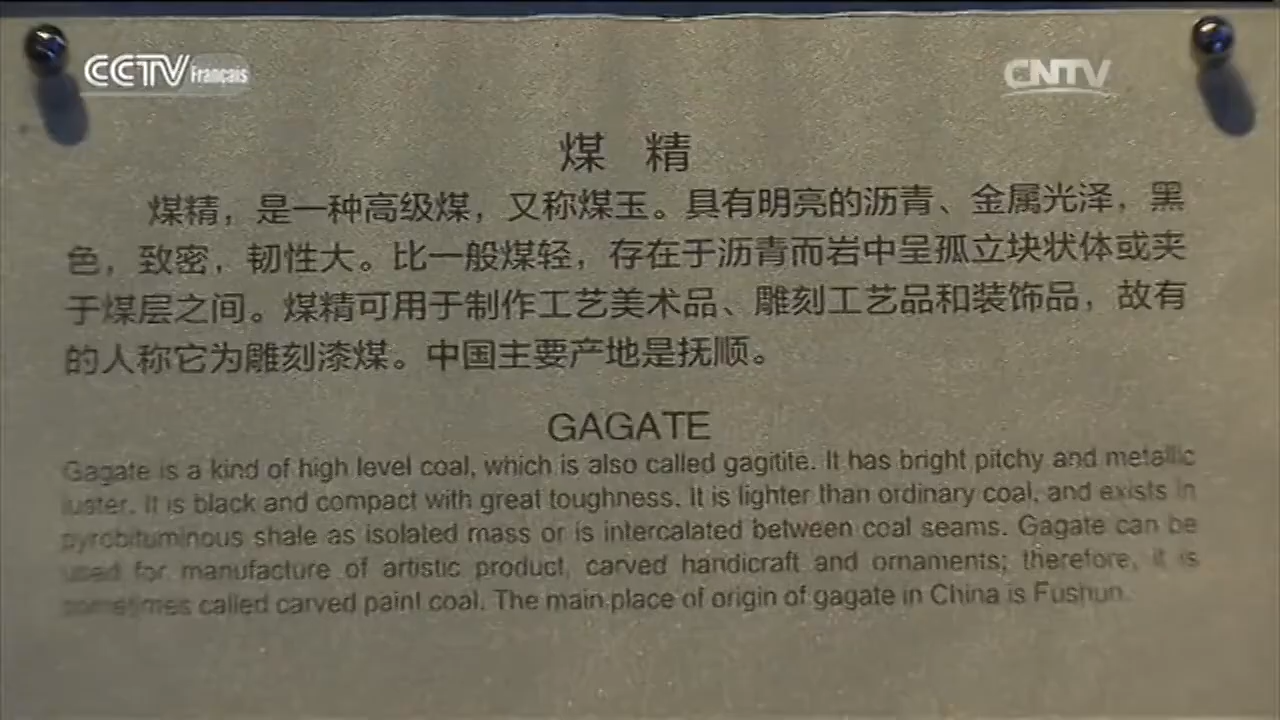 CCTV Français
CNTV
煤 精
煤精，是一种高级煤，又称煤玉。具有明亮的沥青、金属光泽，黑
色，致密，韧性大。比一般煤轻，存在于沥青而岩中呈孤立块状体或夹
于煤层之间。煤精可用于制作工艺美术品、雕刻工艺品和装饰品，故有
的人称它为雕刻漆煤。中国主要产地是抚顺。
GAGATE
Gagate is a kind of high level coal, which is also called gagitite. It has bright pitchy and metallic
luster. It is black and compact with great toughness. It is lighter than ordinary coal, and exists in
pyrobituminous shale as isolated mass or is intercalated between coal seams. Gagate can be
used for manufacture of artistic product, carved handicraft and ornaments; therefore, it is
sometimes called carved painl coal. The main place of origin of gagate in China is Fushun.